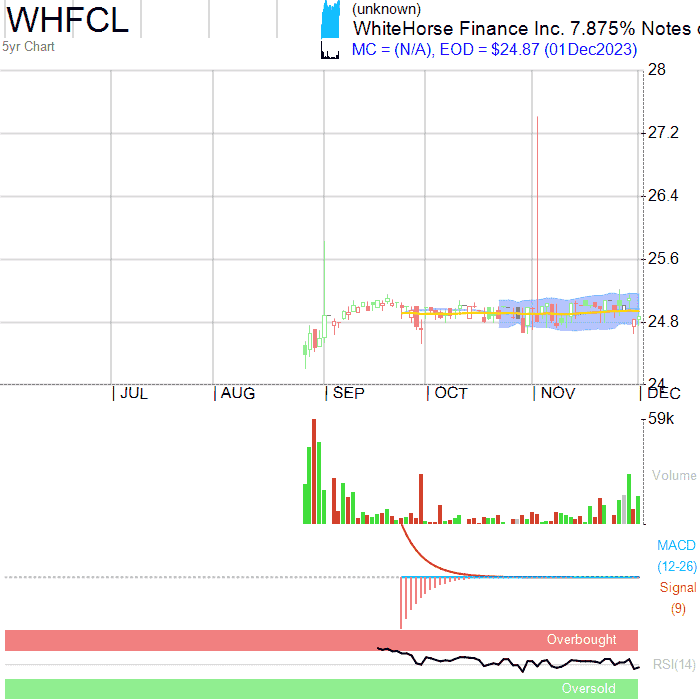 WHFCL
(unknown)
WhiteHorse Finance Inc. 7.875% Notes
5yr Chart
MC = (N/A), EOD = $24.87 (01Dec2023)
28
27.2
26.4
25.6
24.8
24
JUL
AUG
SEP
OCT
NOV
DEC
59k
Volume
MACD
(12-26)
Signal
(9)
Overbought
RSI(14)
Oversold